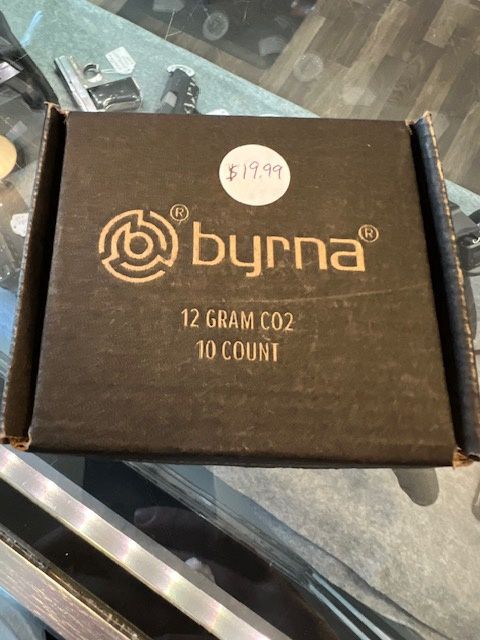 $19.99
b® byrna®
12 GRAM CO2
10 COUNT